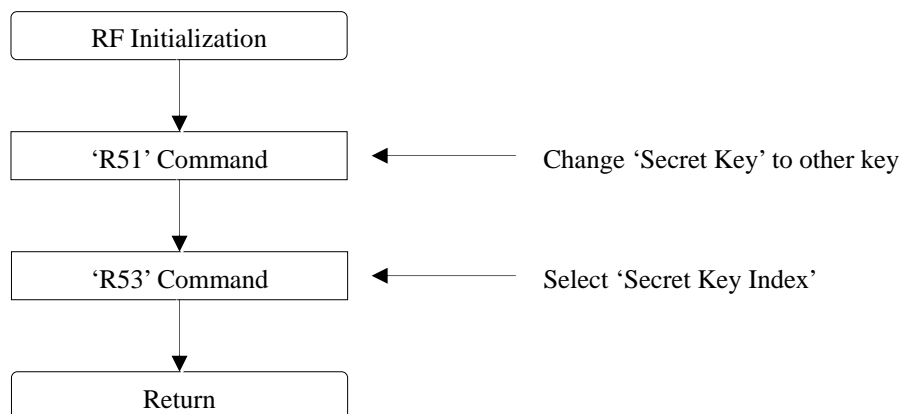 RF Initialization
‘R51’ Command
Change ‘Secret Key’ to other key
‘R53’ Command
Select ‘Secret Key Index’
Return